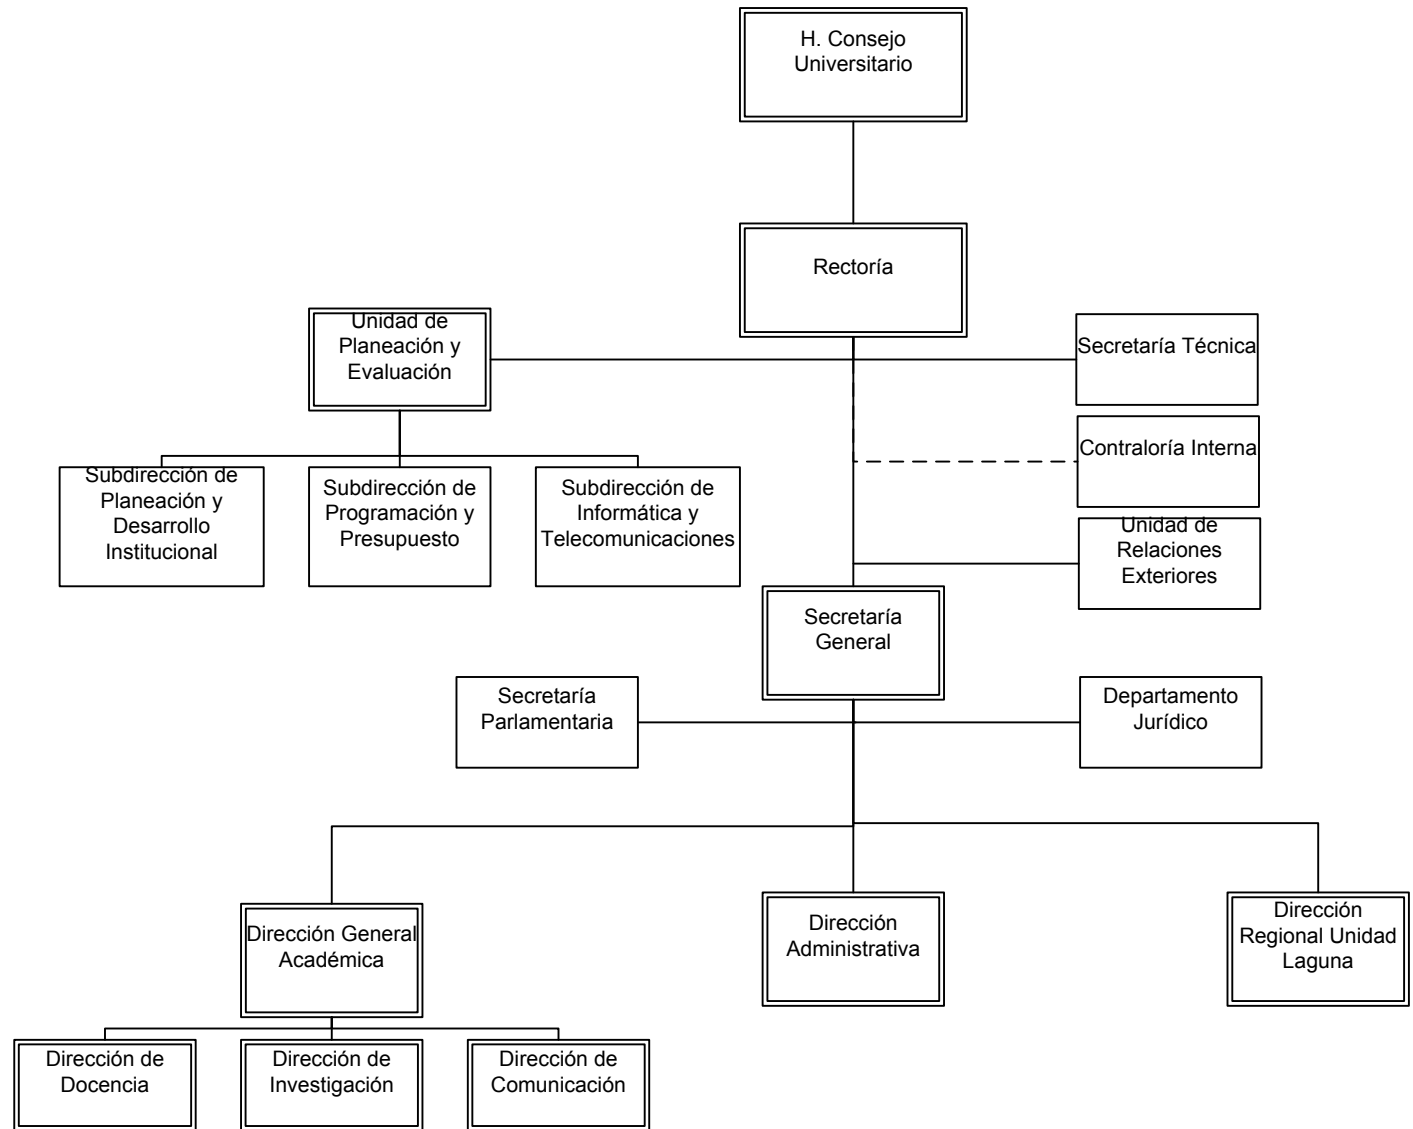 H. Consejo
Universitario
Rectoría
Unidad de
Planeación y
Evaluación
Secretaría Técnica
Contraloría Interna
Subdirección de
Planeación y
Desarrollo
Institucional
Subdirección de
Programación y
Presupuesto
Subdirección de
Informática y
Telecomunicaciones
Unidad de
Relaciones
Exteriores
Secretaría
General
Secretaría
Parlamentaria
Departamento
Jurídico
Dirección General
Académica
Dirección
Administrativa
Dirección
Regional Unidad
Laguna
Dirección de
Docencia
Dirección de
Investigación
Dirección de
Comunicación